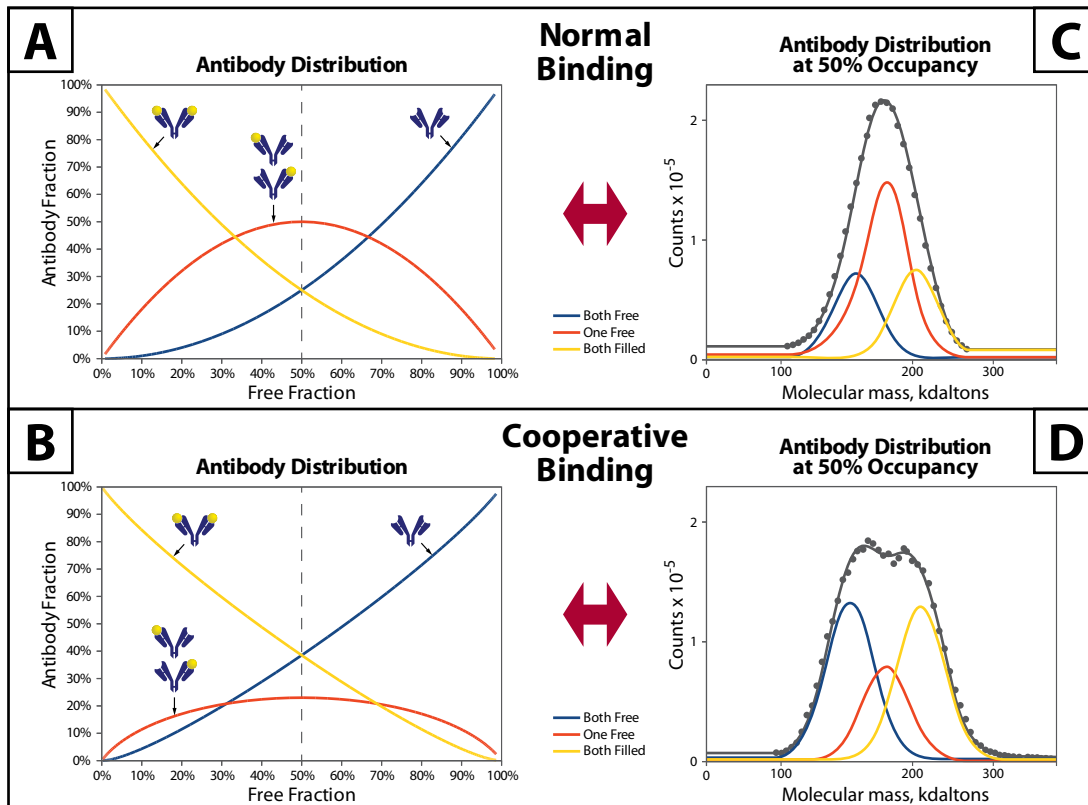 A
Antibody Distribution
Antibody Fraction
100%
90%
80%
70%
60%
50%
40%
30%
20%
10%
0%
0% 10% 20% 30% 40% 50% 60% 70% 80% 90% 100%
Free Fraction
Normal
Binding
Both Free
One Free
Both Filled
C
Antibody Distribution
at 50% Occupancy
Counts x 10⁻⁵
2
1
0
0 100 200 300
Molecular mass, kdaltons
B
Antibody Distribution
Antibody Fraction
100%
90%
80%
70%
60%
50%
40%
30%
20%
10%
0%
0% 10% 20% 30% 40% 50% 60% 70% 80% 90% 100%
Free Fraction
Cooperative
Binding
Both Free
One Free
Both Filled
D
Antibody Distribution
at 50% Occupancy
Counts x 10⁻⁵
2
1
0
0 100 200 300
Molecular mass, kdaltons